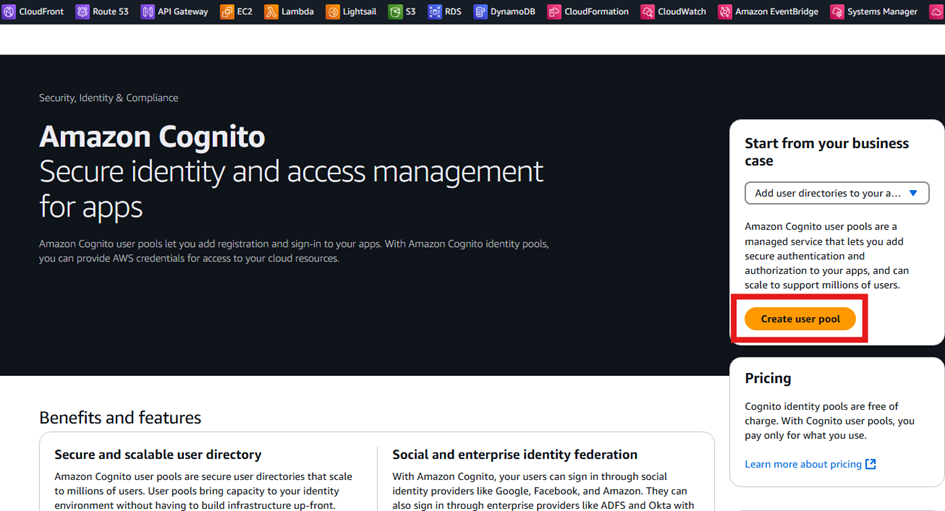 CloudFront Route 53 API Gateway EC2 Lambda Lightsail S3 RDS DynamoDB CloudFormation CloudWatch Amazon EventBridge Systems Manager
Security, Identity & Compliance
Amazon Cognito
Secure identity and access management
for apps
Amazon Cognito user pools let you add registration and sign-in to your apps. With Amazon Cognito identity pools,
you can provide AWS credentials for access to your cloud resources.
Start from your business
case
Add user directories to your a...
Amazon Cognito user pools are a
managed service that lets you add
secure authentication and
authorization to your apps, and can
scale to support millions of users.
Create user pool
Pricing
Cognito identity pools are free of
charge. With Cognito user pools, you
pay only for what you use.
Learn more about pricing
Benefits and features
Secure and scalable user directory
Amazon Cognito user pools are secure user directories that scale
to millions of users. User pools bring capacity to your identity
environment without having to build infrastructure up-front.
Social and enterprise identity federation
With Amazon Cognito, your users can sign in through social
identity providers like Google, Facebook, and Amazon. They can
also sign in through enterprise providers like ADFS and Okta with